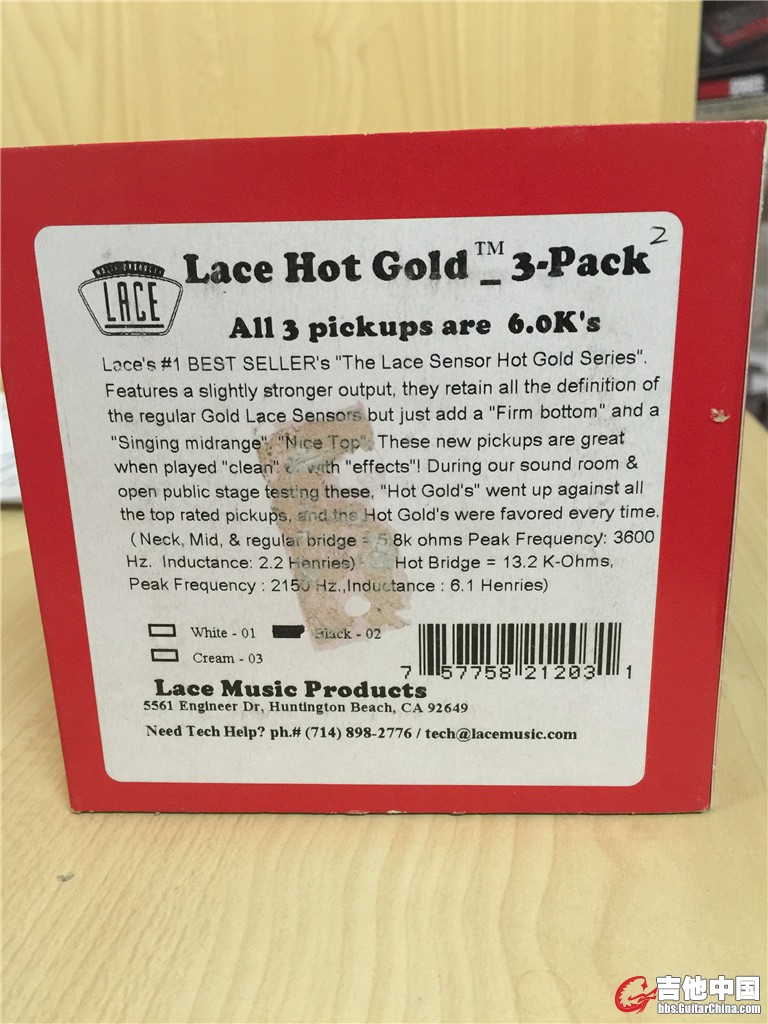 2
LACE
Lace Hot Gold™ _ 3-Pack
All 3 pickups are 6.0K's
Lace's #1 BEST SELLER's "The Lace Sensor Hot Gold Series".
Features a slightly stronger output, they retain all the definition of
the regular Gold Lace Sensors but just add a "Firm bottom" and a
"Singing midrange", "Nice Top". These new pickups are great
when played "clean" or with "effects"! During our sound room &
open public stage testing these, "Hot Gold's" went up against all
the top rated pickups, and the Hot Gold's were favored every time.
( Neck, Mid, & regular bridge = 5.8k ohms Peak Frequency: 3600
Hz. Inductance: 2.2 Henries) Hot Bridge = 13.2 K-Ohms,
Peak Frequency : 2150 Hz.,Inductance : 6.1 Henries)
White - 01 Black - 02
Cream - 03
7 57758 21203 1
Lace Music Products
5561 Engineer Dr, Huntington Beach, CA 92649
Need Tech Help? ph.# (714) 898-2776 / tech@lacemusic.com
吉他中国
bbs.GuitarChina.com